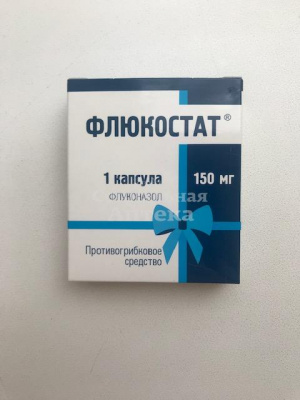 ФЛЮКОСТАТ®
1 капсула 150 мг
ФЛУКОНАЗОЛ
Противогрибковое
средство